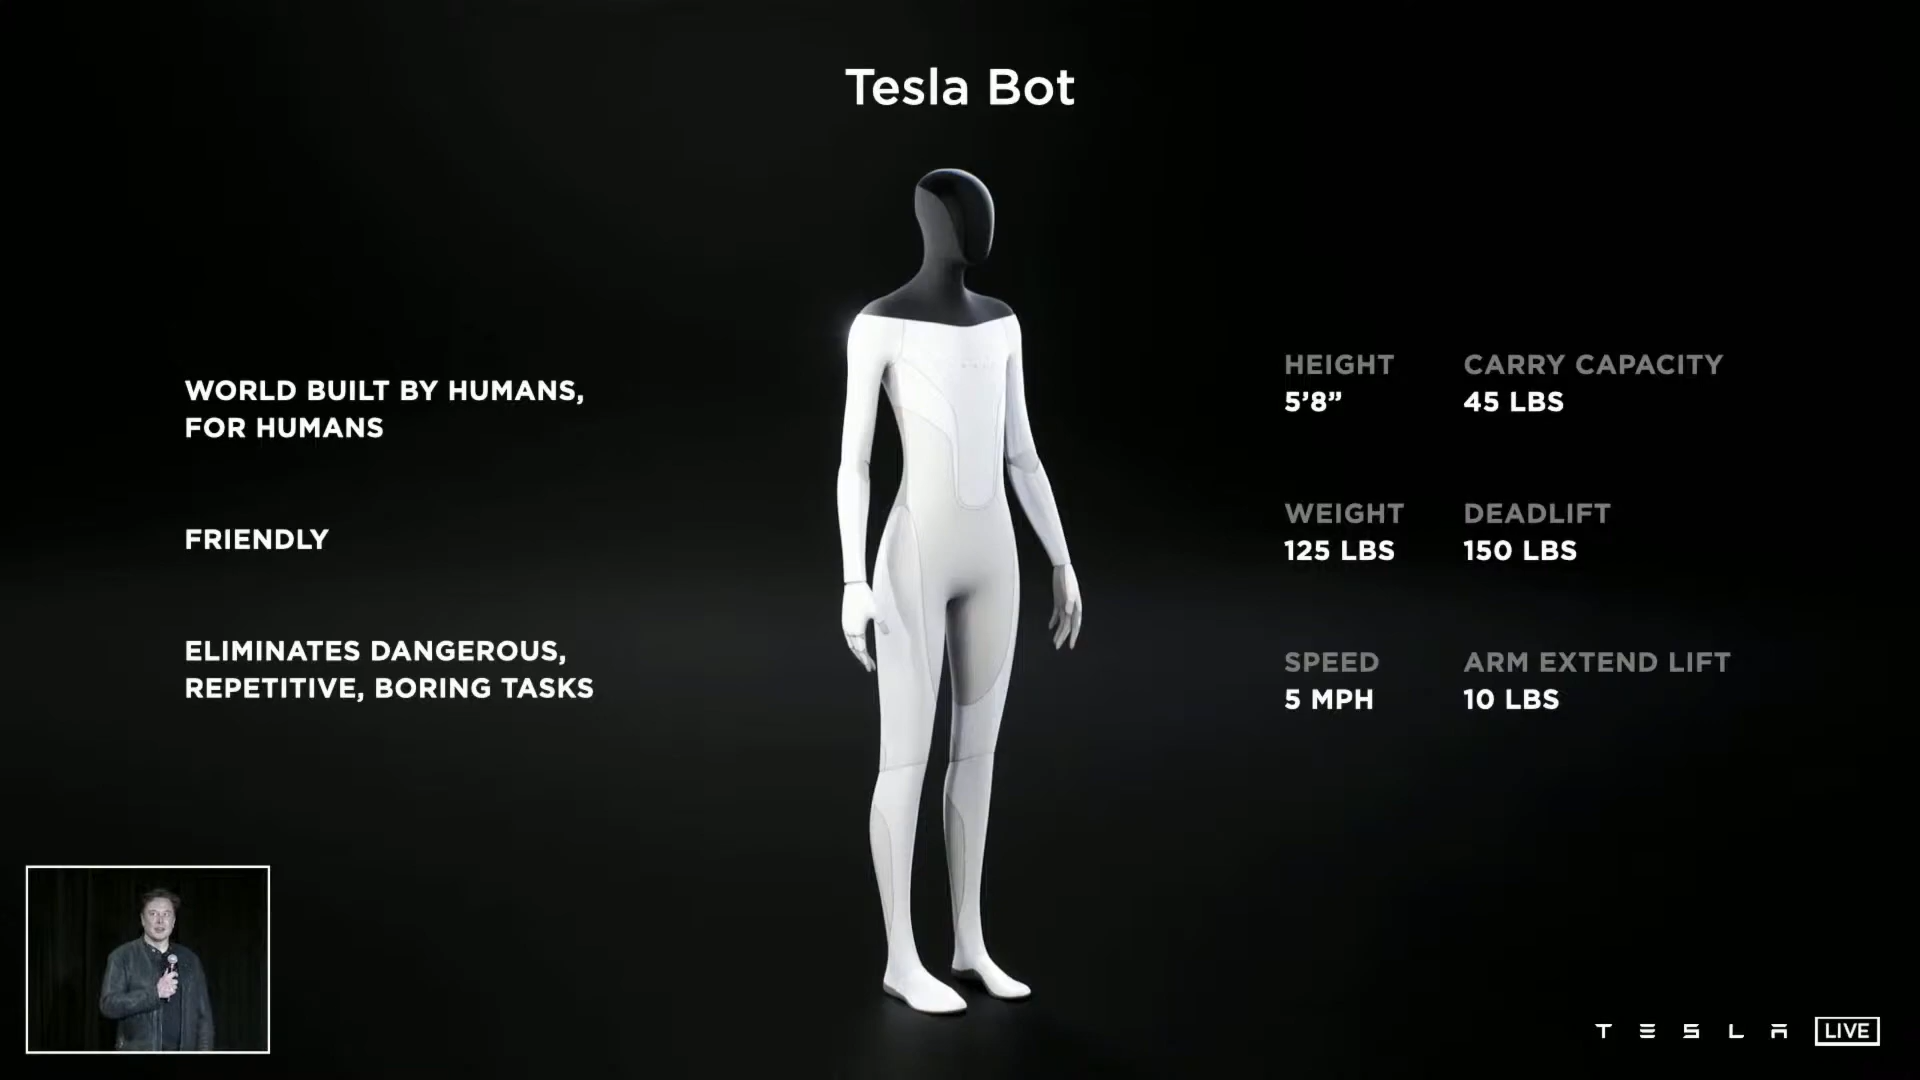 Tesla Bot
WORLD BUILT BY HUMANS,
FOR HUMANS
FRIENDLY
ELIMINATES DANGEROUS,
REPETITIVE, BORING TASKS
HEIGHT
5’8”
CARRY CAPACITY
45 LBS
WEIGHT
125 LBS
DEADLIFT
150 LBS
SPEED
5 MPH
ARM EXTEND LIFT
10 LBS
TESLA LIVE